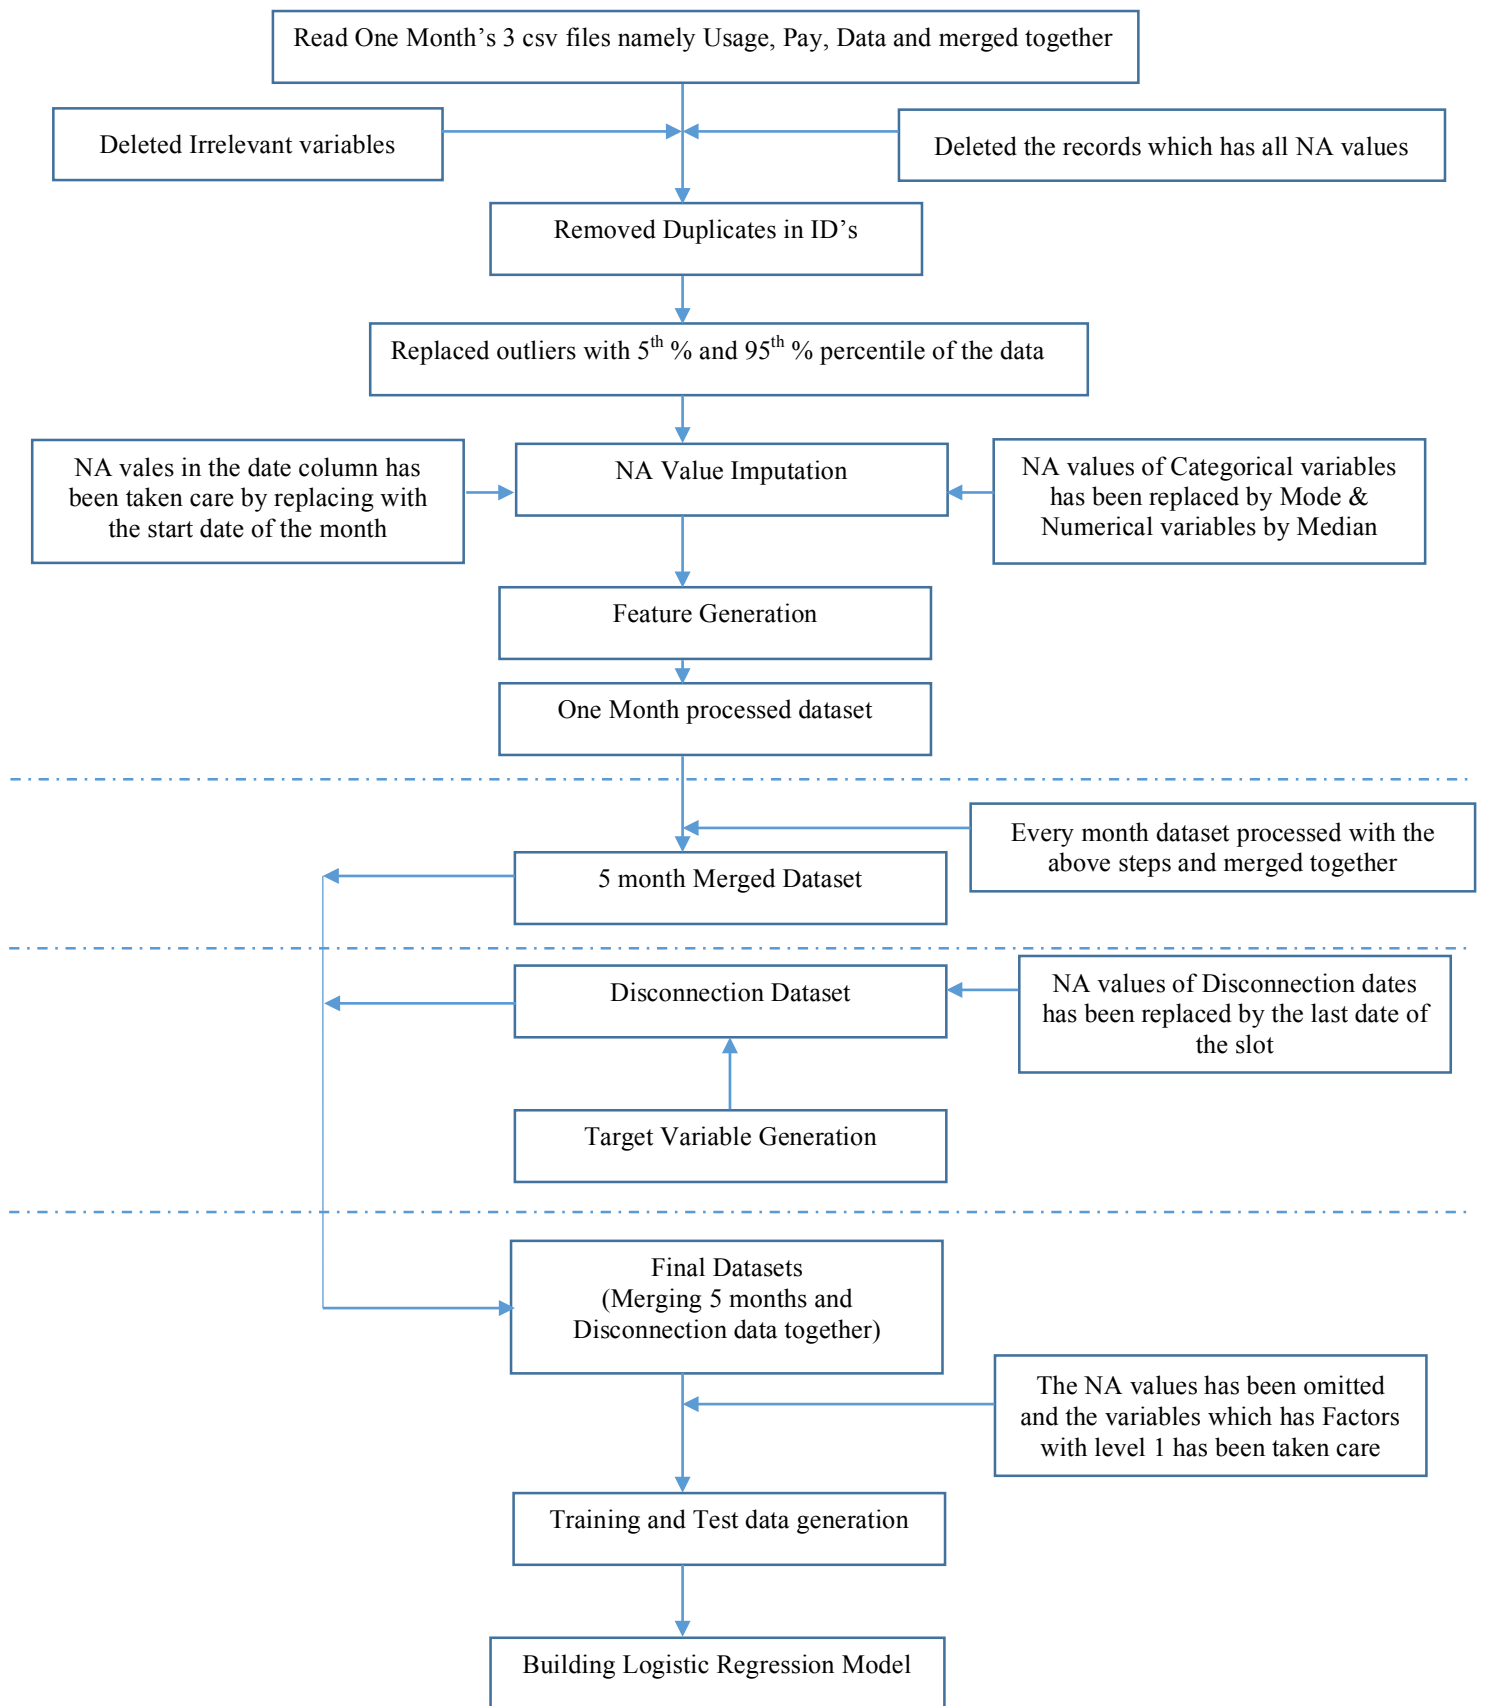 Read One Month’s 3 csv files namely Usage, Pay, Data and merged together
Deleted Irrelevant variables
Deleted the records which has all NA values
Removed Duplicates in ID’s
Replaced outliers with 5th % and 95th % percentile of the data
NA vales in the date column has
been taken care by replacing with
the start date of the month
NA Value Imputation
NA values of Categorical variables
has been replaced by Mode &
Numerical variables by Median
Feature Generation
One Month processed dataset
Every month dataset processed with the
above steps and merged together
5 month Merged Dataset
Disconnection Dataset
NA values of Disconnection dates
has been replaced by the last date of
the slot
Target Variable Generation
Final Datasets
(Merging 5 months and
Disconnection data together)
The NA values has been omitted
and the variables which has Factors
with level 1 has been taken care
Training and Test data generation
Building Logistic Regression Model